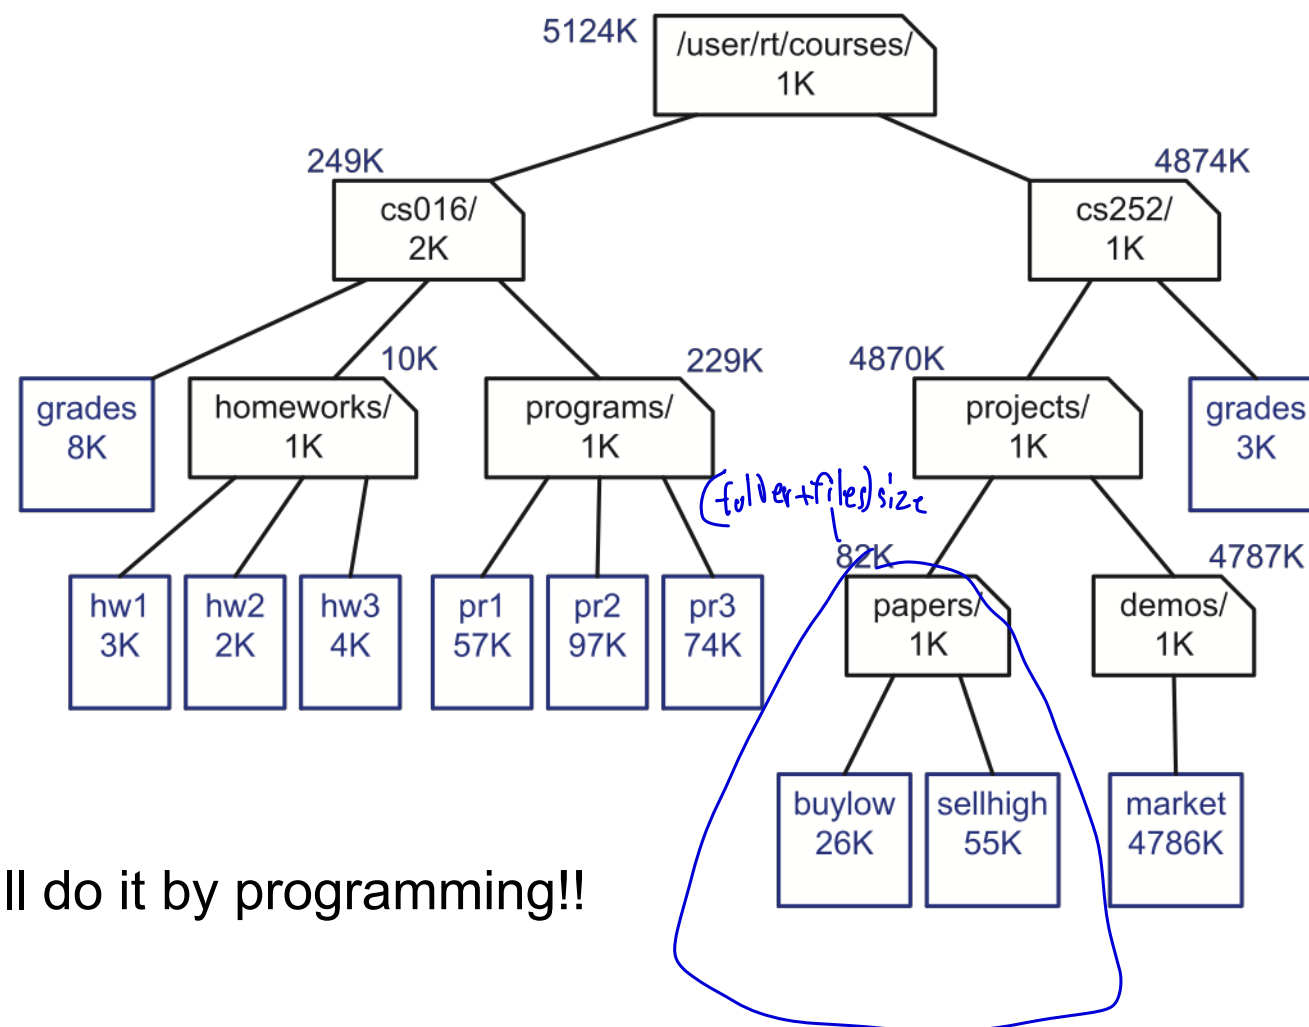 5124K
/user/rt/courses/
1K
249K
4874K
cs016/
2K
cs252/
1K
10K
229K
4870K
grades
8K
homeworks/
1K
programs/
1K
projects/
1K
grades
3K
(folder+files)size
82K
4787K
hw1
3K
hw2
2K
hw3
4K
pr1
57K
pr2
97K
pr3
74K
papers/
1K
demos/
1K
buylow
26K
sellhigh
55K
market
4786K
ll do it by programming!!